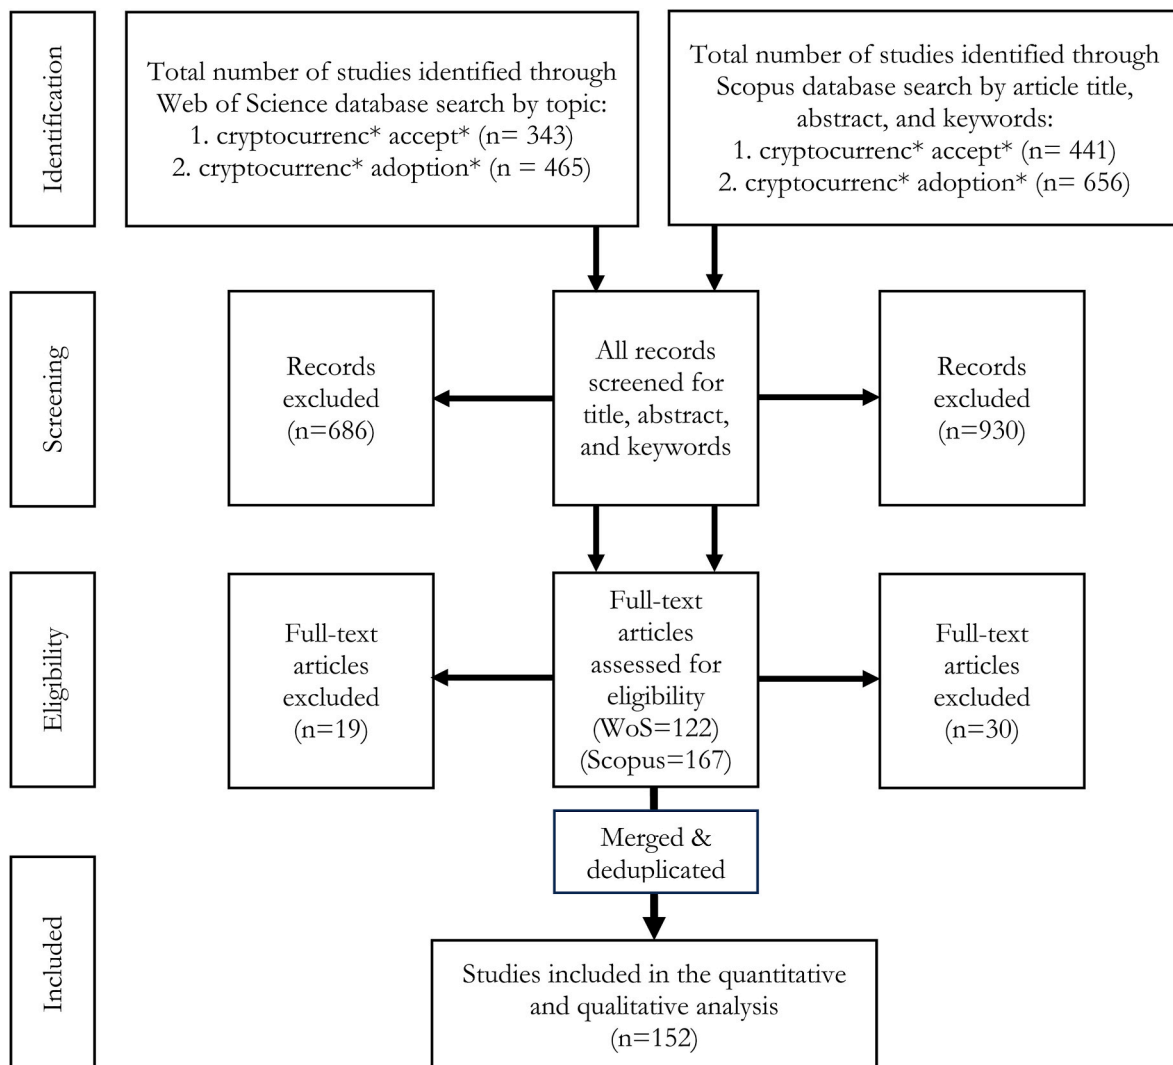 Identification
Total number of studies identified through
Web of Science database search by topic:
1. cryptocurrenc* accept* (n= 343)
2. cryptocurrenc* adoption* (n = 465)
Total number of studies identified through
Scopus database search by article title,
abstract, and keywords:
1. cryptocurrenc* accept* (n= 441)
2. cryptocurrenc* adoption* (n= 656)
Screening
Records
excluded
(n=686)
All records
screened for
title, abstract,
and keywords
Records
excluded
(n=930)
Eligibility
Full-text
articles
excluded
(n=19)
Full-text
articles
assessed for
eligibility
(WoS=122)
(Scopus=167)
Full-text
articles
excluded
(n=30)
Merged &
deduplicated
Included
Studies included in the quantitative
and qualitative analysis
(n=152)